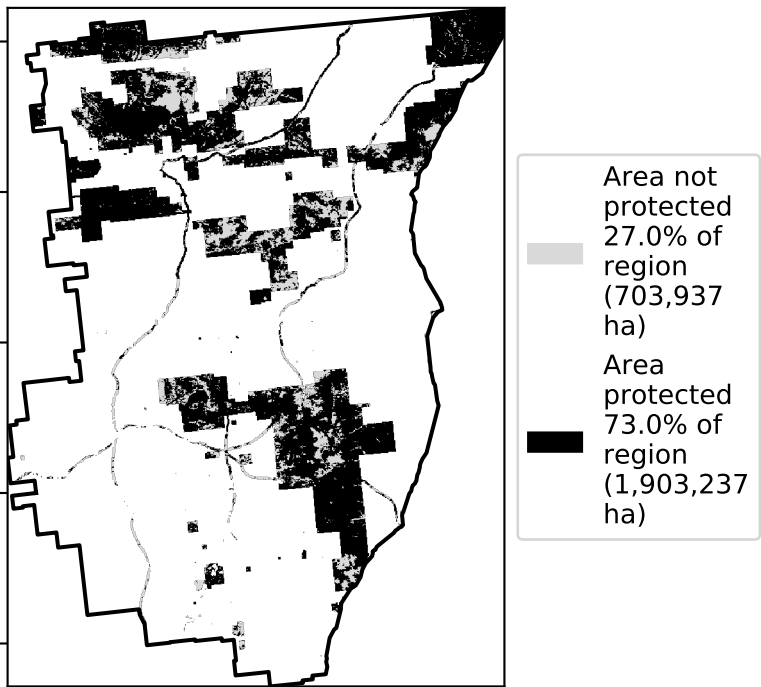 Area not
protected
27.0% of
region
(703,937
ha)
Area
protected
73.0% of
region
(1,903,237
ha)